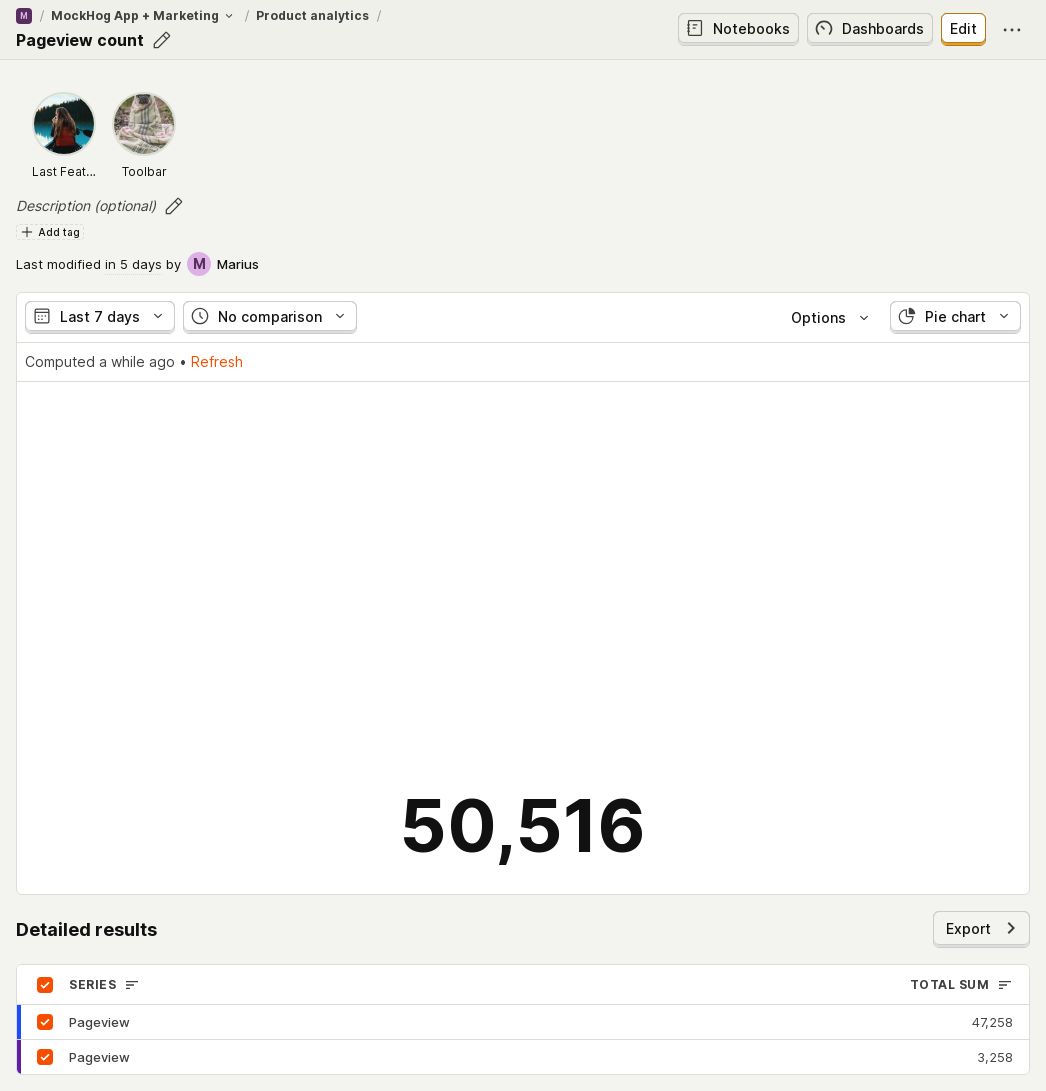 M / MockHog App + Marketing / Product analytics /
Pageview count
Notebooks
Dashboards
Edit
Last Feat...
Toolbar
Description (optional)
Add tag
Last modified in 5 days by M Marius
Last 7 days
No comparison
Options
Pie chart
Computed a while ago • Refresh
50,516
Detailed results
Export
SERIES TOTAL SUM
Pageview 47,258
Pageview 3,258